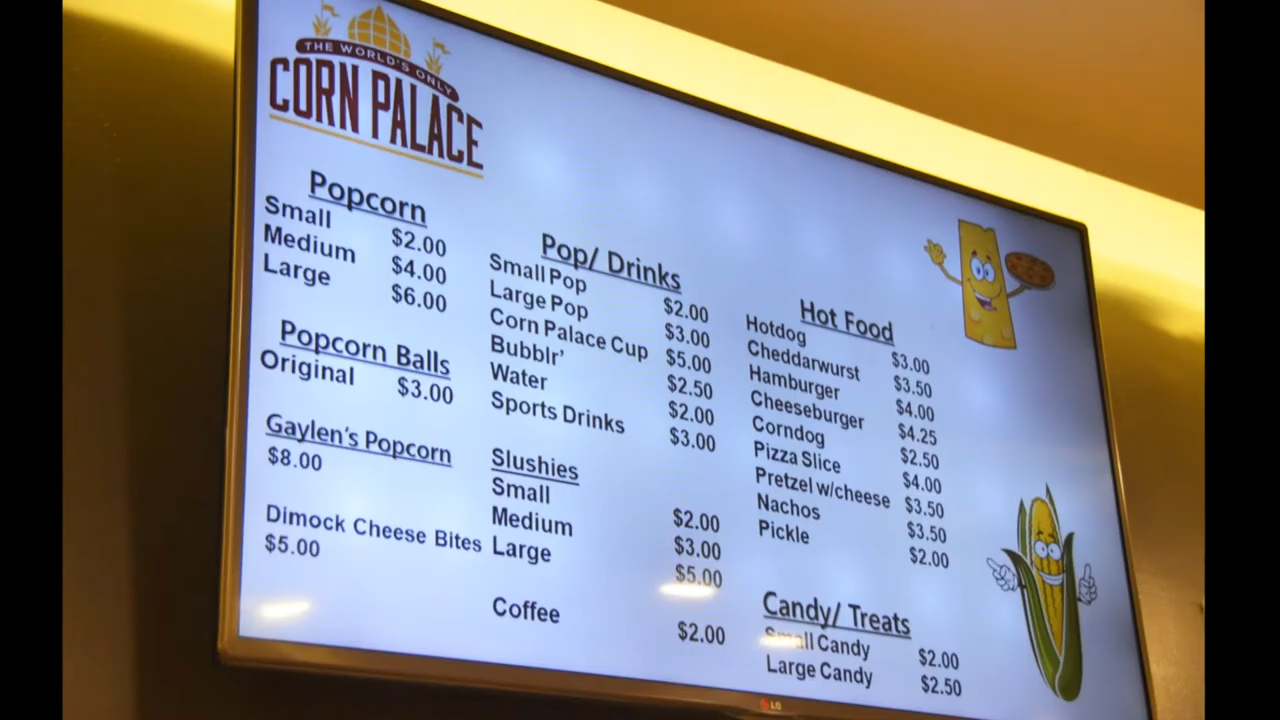 THE WORLD'S ONLY
CORN PALACE
Popcorn
Small $2.00
Medium $4.00
Large $6.00
Popcorn Balls
Original $3.00
Gaylen's Popcorn
$8.00
Dimock Cheese Bites
$5.00
Pop/ Drinks
Small Pop $2.00
Large Pop $3.00
Corn Palace Cup $5.00
Bubblr' $2.50
Water $2.00
Sports Drinks $3.00
Slushies
Small $2.00
Medium $3.00
Large $5.00
Coffee $2.00
Hot Food
Hotdog $3.00
Cheddarwurst $3.50
Hamburger $4.00
Cheeseburger $4.25
Corndog $2.50
Pizza Slice $4.00
Pretzel w/cheese $3.50
Nachos $3.50
Pickle $2.00
Candy/ Treats
Small Candy $2.00
Large Candy $2.50
LG